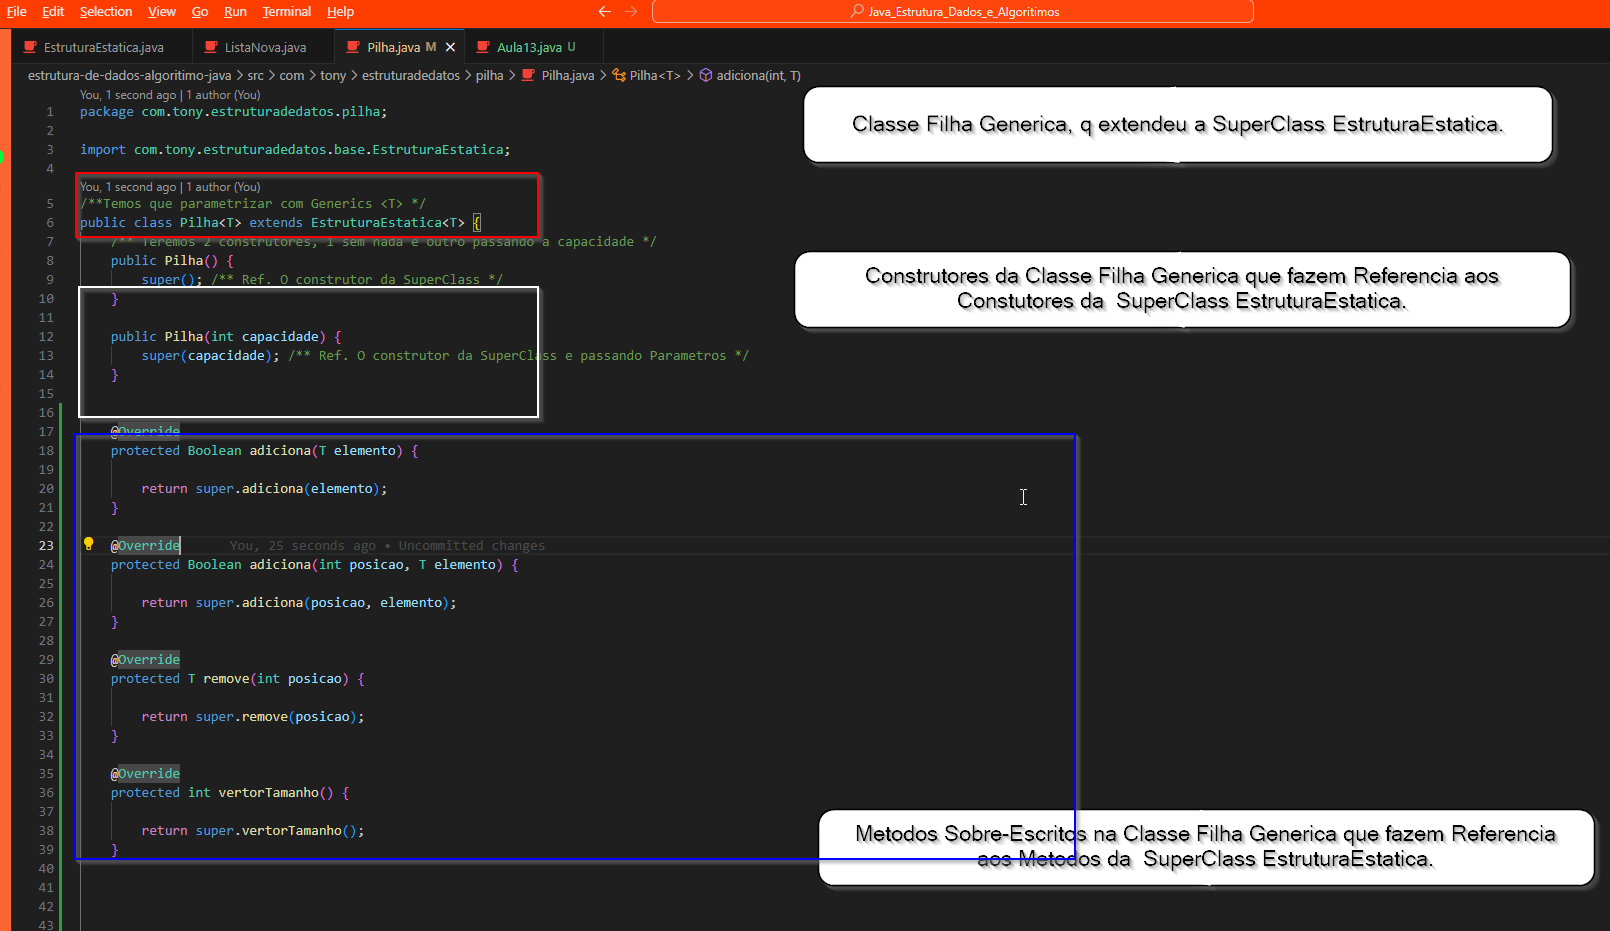 File Edit Selection View Go Run Terminal Help
Java_Estrutura_Dados_e_Algoritimos
EstruturaEstatica.java ListaNova.java Pilha.java M Aula13.java U
estrutura-de-dados-algoritimo-java > src > com > tony > estruturadedatos > pilha > Pilha.java > Pilha<T> > adiciona(int, T)
You, 1 second ago | 1 author (You)
1 package com.tony.estruturadedatos.pilha;
2
3 import com.tony.estruturadedatos.base.EstruturaEstatica;
4
You, 1 second ago | 1 author (You)
5 /**Temos que parametrizar com Generics <T> */
6 public class Pilha<T> extends EstruturaEstatica<T> {
7 /** Teremos 2 construtores, 1 sem nada e outro passando a capacidade */
8 public Pilha() {
9 super(); /** Ref. O construtor da SuperClass */
10 }
11
12 public Pilha(int capacidade) {
13 super(capacidade); /** Ref. O construtor da SuperClass e passando Parametros */
14 }
15
16
17 @Override
18 protected Boolean adiciona(T elemento) {
19
20 return super.adiciona(elemento);
21 }
22
23 @Override You, 25 seconds ago • Uncommitted changes
24 protected Boolean adiciona(int posicao, T elemento) {
25
26 return super.adiciona(posicao, elemento);
27 }
28
29 @Override
30 protected T remove(int posicao) {
31
32 return super.remove(posicao);
33 }
34
35 @Override
36 protected int vertorTamanho() {
37
38 return super.vertorTamanho();
39 }
40
41
42
43
Classe Filha Generica, q extendeu a SuperClass EstruturaEstatica.
Construtores da Classe Filha Generica que fazem Referencia aos
Constutores da SuperClass EstruturaEstatica.
Metodos Sobre-Escritos na Classe Filha Generica que fazem Referencia
aos Metodos da SuperClass EstruturaEstatica.